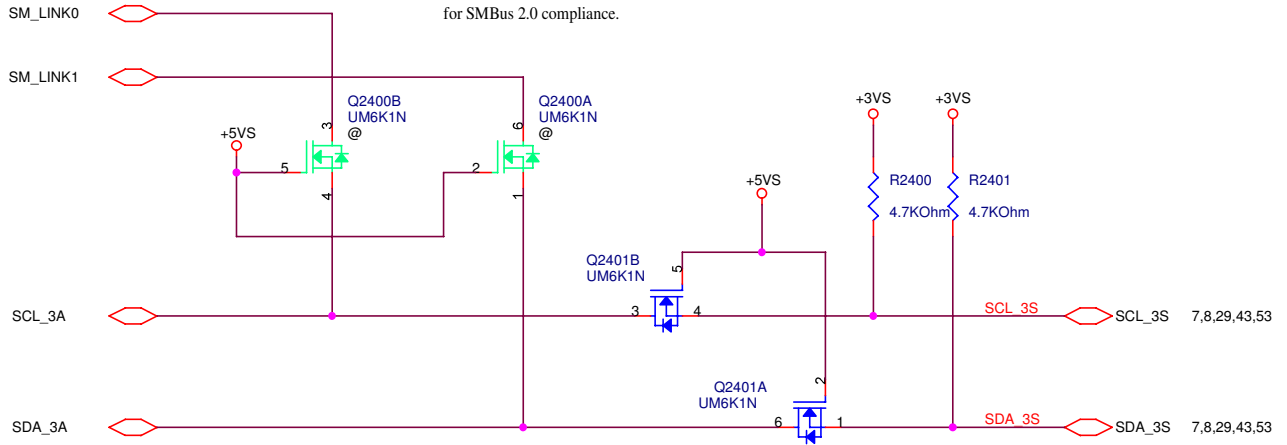 SM_LINK0
for SMBus 2.0 compliance.
SM_LINK1
Q2400B
UM6K1N
@
Q2400A
UM6K1N
@
+3VS
+3VS
+5VS
3
6
5
2
4
1
+5VS
R2400
4.7KOhm
R2401
4.7KOhm
Q2401B
UM6K1N
5
SCL_3A
3
4
SCL_3S
SCL_3S
7,8,29,43,53
Q2401A
UM6K1N
2
SDA_3A
6
1
SDA_3S
SDA_3S
7,8,29,43,53